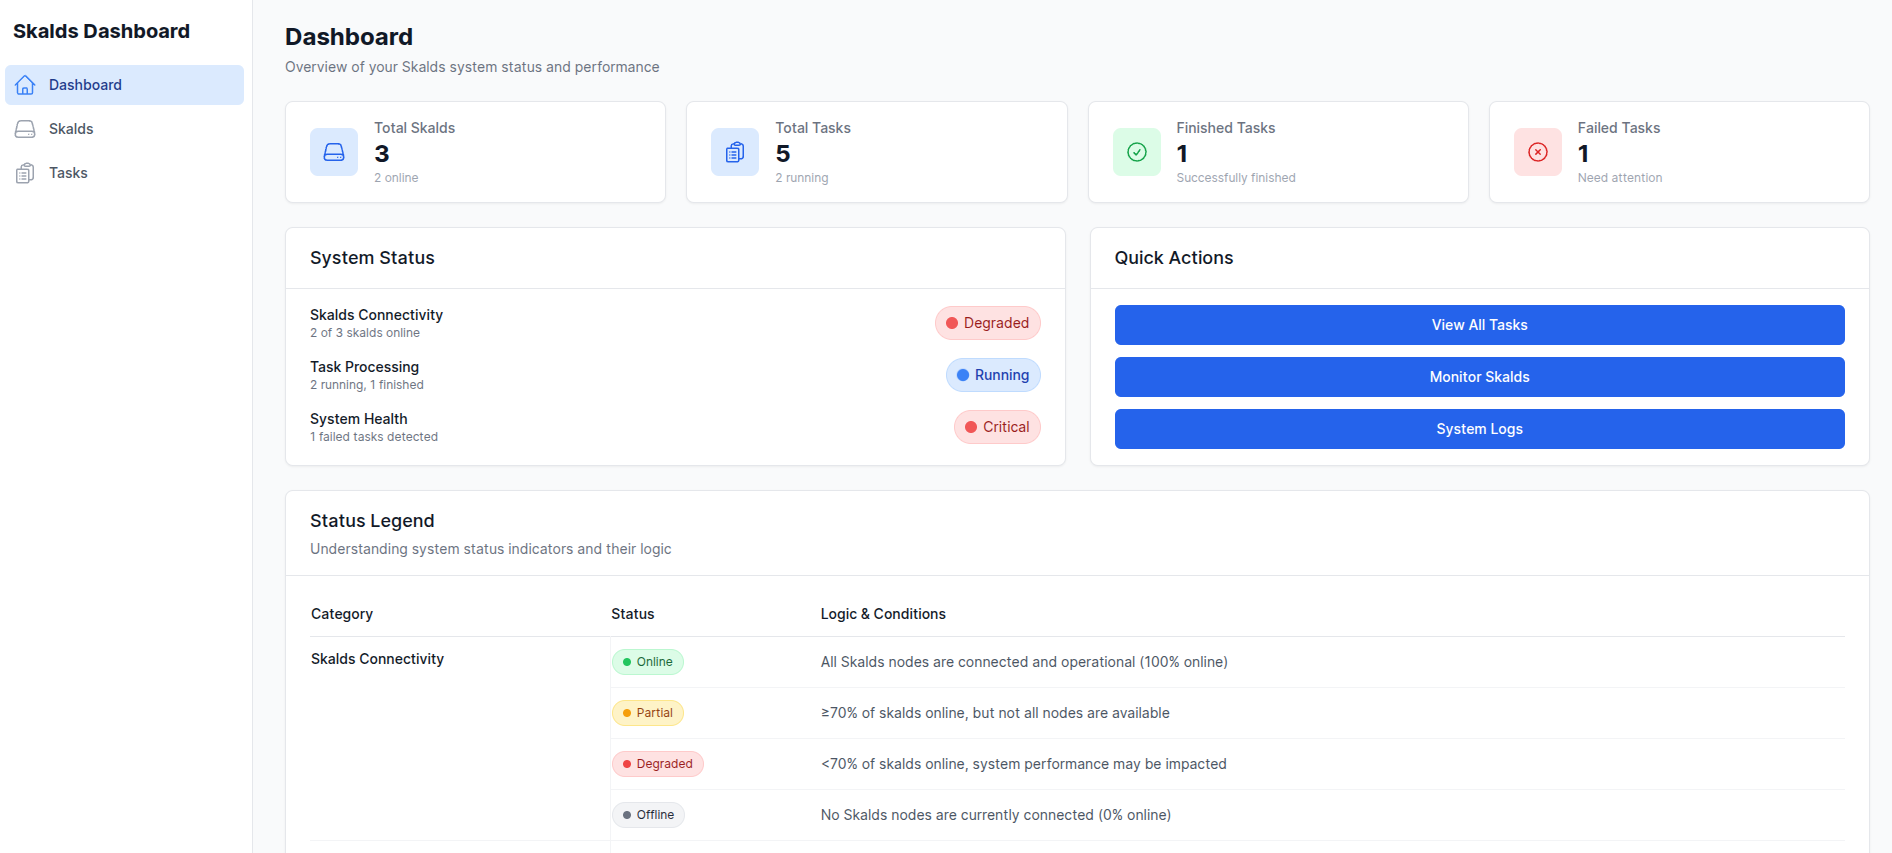 Skalds Dashboard
Dashboard
Skalds
Tasks
Dashboard
Overview of your Skalds system status and performance
Total Skalds
3
2 online
Total Tasks
5
2 running
Finished Tasks
1
Successfully finished
Failed Tasks
1
Need attention
System Status
Skalds Connectivity
2 of 3 skalds online
Degraded
Task Processing
2 running, 1 finished
Running
System Health
1 failed tasks detected
Critical
Quick Actions
View All Tasks
Monitor Skalds
System Logs
Status Legend
Understanding system status indicators and their logic
Category Status Logic & Conditions
Skalds Connectivity Online All Skalds nodes are connected and operational (100% online)
Partial ≥70% of skalds online, but not all nodes are available
Degraded <70% of skalds online, system performance may be impacted
Offline No Skalds nodes are currently connected (0% online)